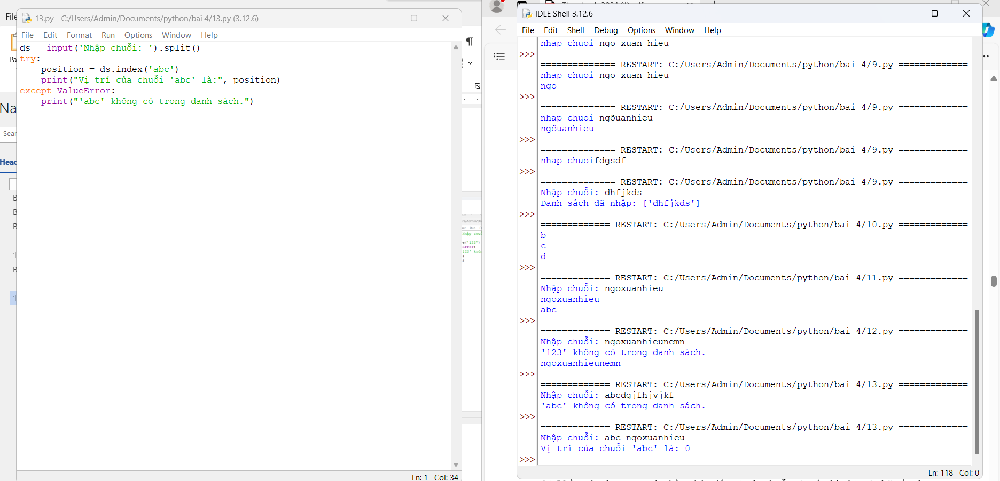 13.py - C:/Users/Admin/Documents/python/bai 4/13.py (3.12.6)
File Edit Format Run Options Window Help
ds = input('Nhập chuỗi: ').split()
try:
    position = ds.index('abc')
    print("Vị trí của chuỗi 'abc' là:", position)
except ValueError:
    print("'abc' không có trong danh sách.")
Ln: 1 Col: 34
IDLE Shell 3.12.6
File Edit Shell Debug Options Window Help
nhap chuoi ngo xuan hieu
>>>
============== RESTART: C:/Users/Admin/Documents/python/bai 4/9.py =============
nhap chuoi ngo xuan hieu
ngo
>>>
============== RESTART: C:/Users/Admin/Documents/python/bai 4/9.py =============
nhap chuoi ngõuanhieu
ngõuanhieu
>>>
============== RESTART: C:/Users/Admin/Documents/python/bai 4/9.py =============
nhap chuoifdgsdf
>>>
============== RESTART: C:/Users/Admin/Documents/python/bai 4/9.py =============
Nhập chuỗi: dhfjkds
Danh sách đã nhập: ['dhfjkds']
>>>
============= RESTART: C:/Users/Admin/Documents/python/bai 4/10.py =============
b
c
d
>>>
============= RESTART: C:/Users/Admin/Documents/python/bai 4/11.py =============
Nhập chuỗi: ngoxuanhieu
ngoxuanhieu
abc
>>>
============= RESTART: C:/Users/Admin/Documents/python/bai 4/12.py =============
Nhập chuỗi: ngoxuanhieunemn
'123' không có trong danh sách.
ngoxuanhieunemn
>>>
============= RESTART: C:/Users/Admin/Documents/python/bai 4/13.py =============
Nhập chuỗi: abcdgjfhjvjkf
'abc' không có trong danh sách.
>>>
============= RESTART: C:/Users/Admin/Documents/python/bai 4/13.py =============
Nhập chuỗi: abc ngoxuanhieu
Vị trí của chuỗi 'abc' là: 0
>>>
Ln: 118 Col: 0